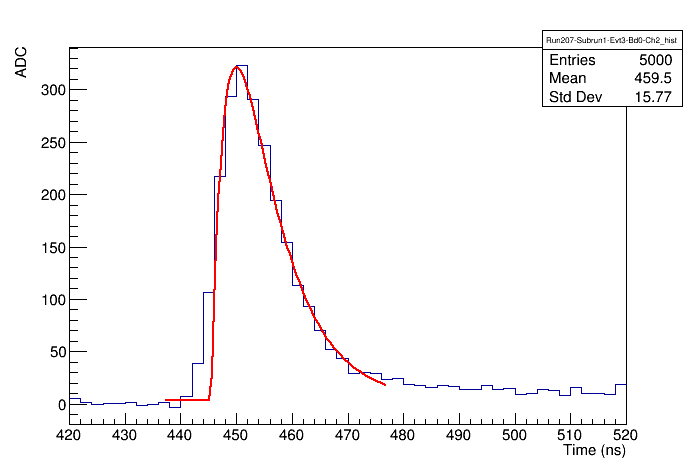 Run207-Subrun1-Evt3-Bd0-Ch2_hist
Entries 5000
Mean 459.5
Std Dev 15.77
ADC
300
250
200
150
100
50
0
420 430 440 450 460 470 480 490 500 510 520
Time (ns)